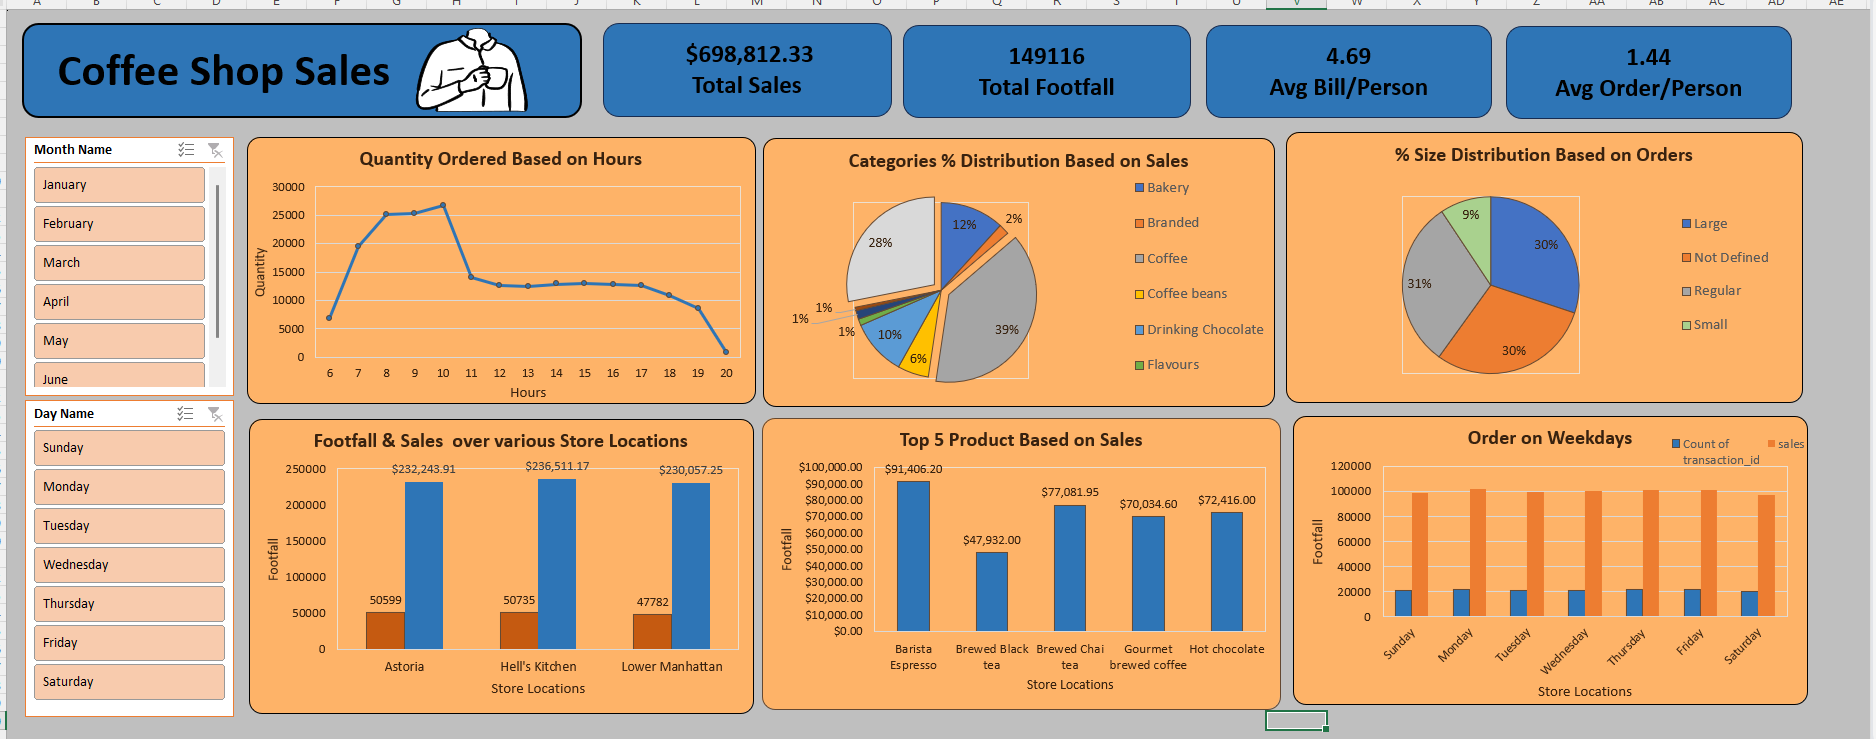 A B C D E F G H I J K L M N O P Q R S T U V W X Y Z AA AB AC AD AE
Coffee Shop Sales
$698,812.33
Total Sales
149116
Total Footfall
4.69
Avg Bill/Person
1.44
Avg Order/Person
Month Name
January
February
March
April
May
June
Day Name
Sunday
Monday
Tuesday
Wednesday
Thursday
Friday
Saturday
Quantity Ordered Based on Hours
Quantity
30000
25000
20000
15000
10000
5000
0
6 7 8 9 10 11 12 13 14 15 16 17 18 19 20
Hours
Categories % Distribution Based on Sales
12%
2%
39%
6%
10%
1%
1%
1%
28%
Bakery
Branded
Coffee
Coffee beans
Drinking Chocolate
Flavours
% Size Distribution Based on Orders
30%
30%
31%
9%
Large
Not Defined
Regular
Small
Footfall & Sales  over various Store Locations
Footfall
250000
200000
150000
100000
50000
0
$232,243.91
$236,511.17
$230,057.25
50599
50735
47782
Astoria Hell's Kitchen Lower Manhattan
Store Locations
Top 5 Product Based on Sales
Footfall
$100,000.00
$90,000.00
$80,000.00
$70,000.00
$60,000.00
$50,000.00
$40,000.00
$30,000.00
$20,000.00
$10,000.00
$0.00
$91,406.20
$47,932.00
$77,081.95
$70,034.60
$72,416.00
Barista
Espresso
Brewed Black
tea
Brewed Chai
tea
Gourmet
brewed coffee
Hot chocolate
Store Locations
Order on Weekdays
Count of
transaction_id
sales
Footfall
120000
100000
80000
60000
40000
20000
0
Sunday
Monday
Tuesday
Wednesday
Thursday
Friday
Saturday
Store Locations